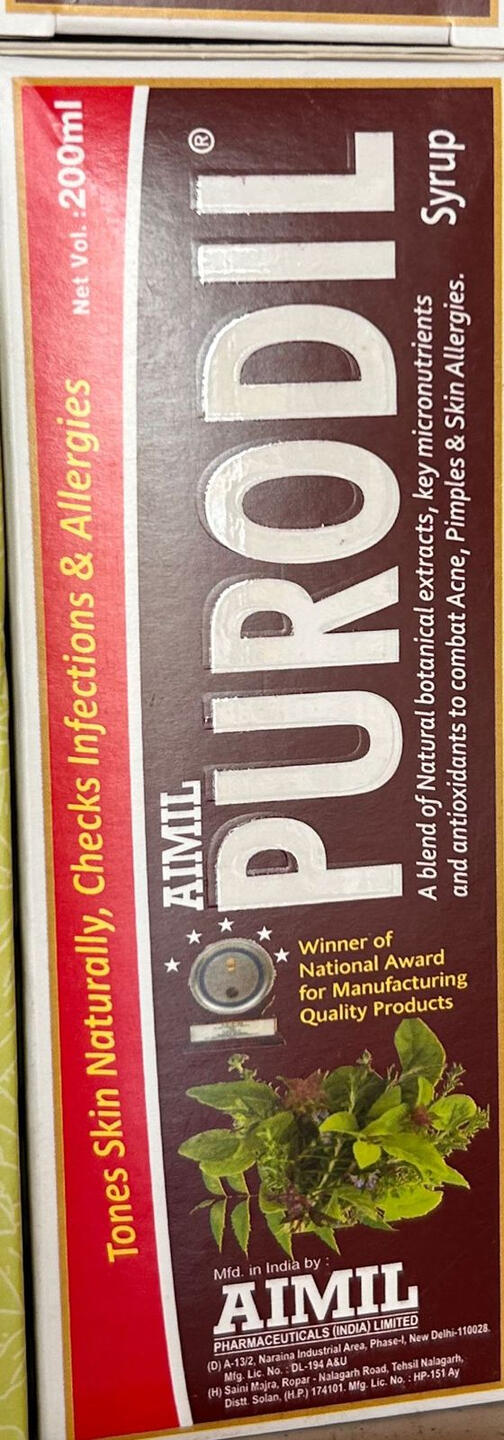 Tones Skin Naturally, Checks Infections & Allergies
Net Vol. :200ml
AIMIL
PURODIL®
Syrup
A blend of Natural botanical extracts, key micronutrients
and antioxidants to combat Acne, Pimples & Skin Allergies.
Winner of
National Award
for Manufacturing
Quality Products
Mfd. in India by :
AIMIL
PHARMACEUTICALS (INDIA) LIMITED
(D) A-13/2, Naraina Industrial Area, Phase-I, New Delhi-110028.
Mfg. Lic. No. : DL-194 A&U
(H) Saini Majra, Ropar - Nalagarh Road, Tehsil Nalagarh,
Distt. Solan, (H.P.) 174101. Mfg. Lic. No. : HP-151 Ay